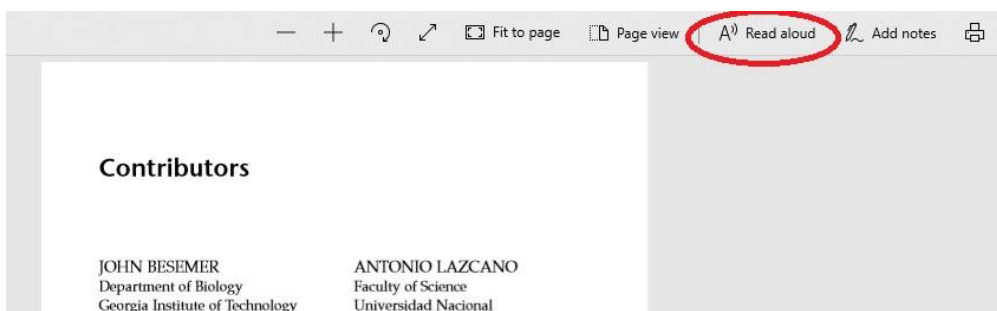 Fit to page Page view Read aloud Add notes
Contributors
JOHN BESEMER
Department of Biology
Georgia Institute of Technology
ANTONIO LAZCANO
Faculty of Science
Universidad Nacional